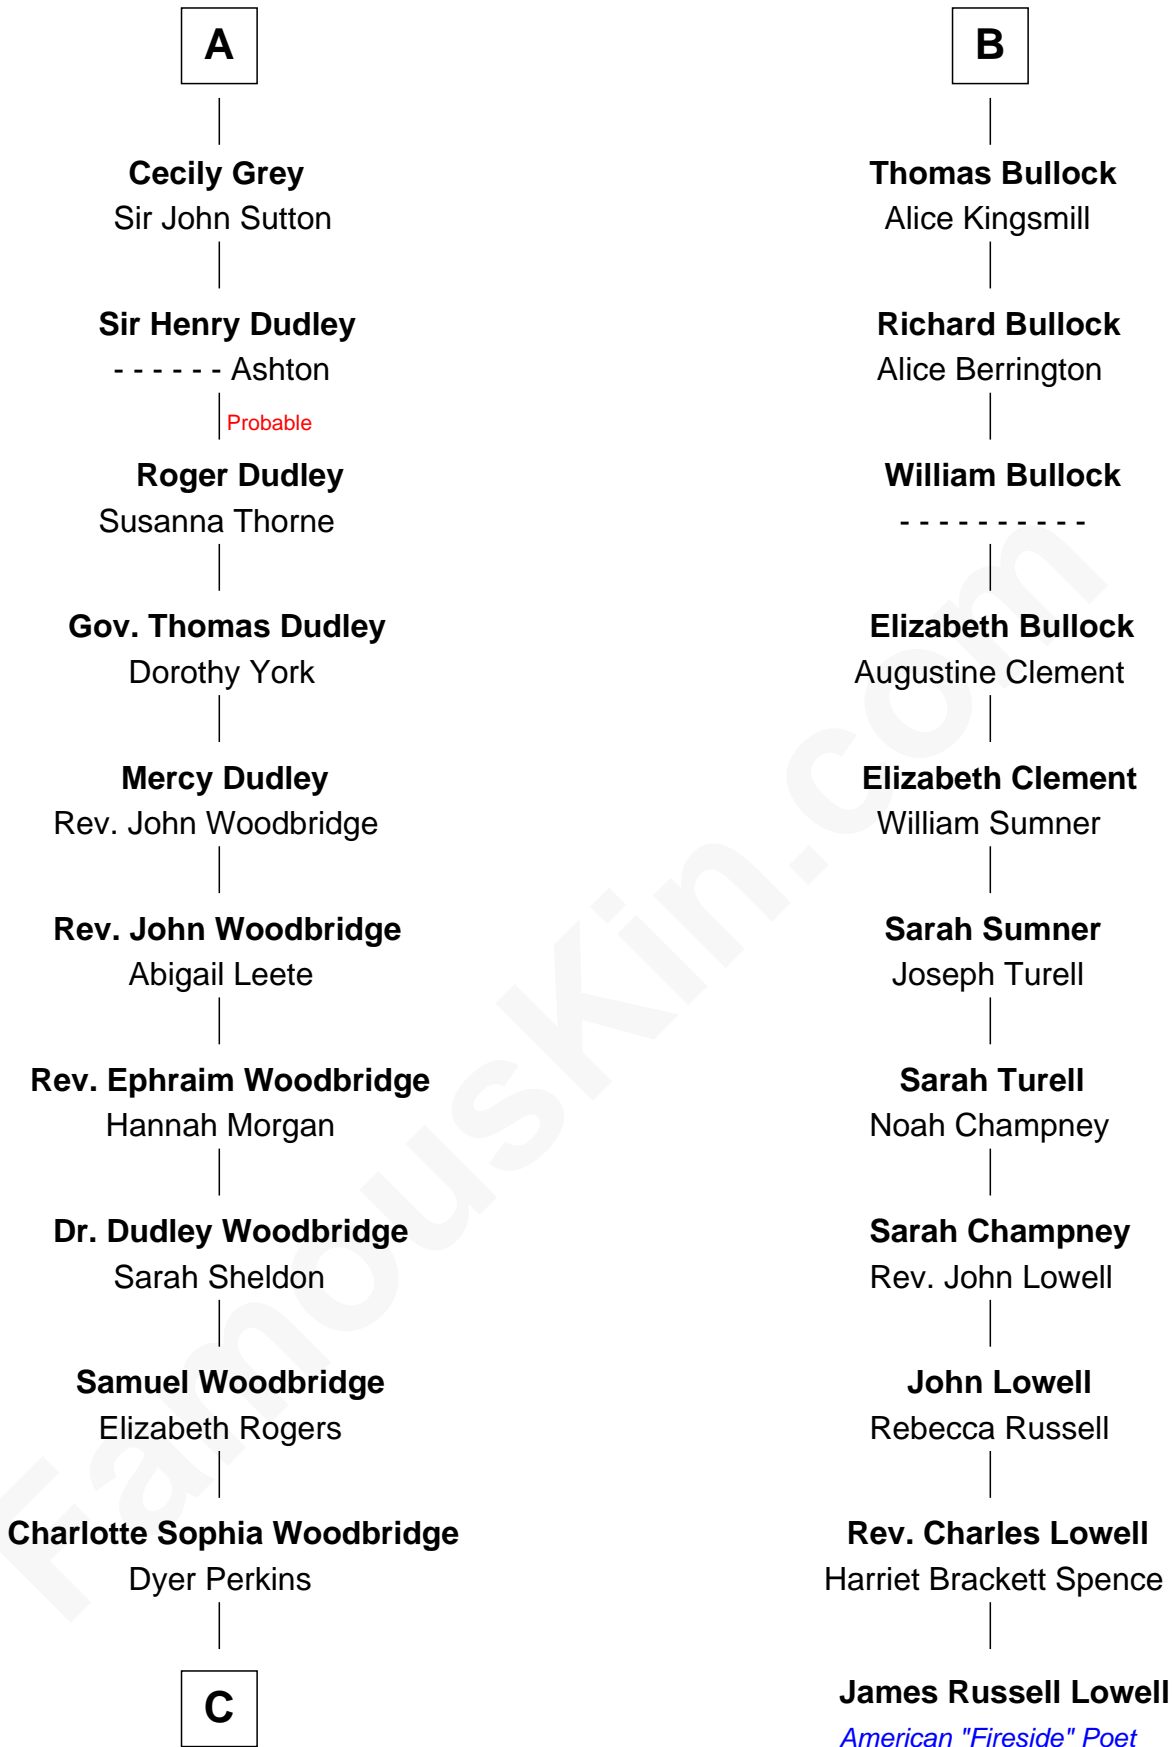 A
Cecily Grey
Sir John Sutton
Sir Henry Dudley
- - - - - - Ashton
Probable
Roger Dudley
Susanna Thorne
Gov. Thomas Dudley
Dorothy York
Mercy Dudley
Rev. John Woodbridge
Rev. John Woodbridge
Abigail Leete
Rev. Ephraim Woodbridge
Hannah Morgan
Dr. Dudley Woodbridge
Sarah Sheldon
Samuel Woodbridge
Elizabeth Rogers
Charlotte Sophia Woodbridge
Dyer Perkins
C
B
Thomas Bullock
Alice Kingsmill
Richard Bullock
Alice Berrington
William Bullock
- - - - - - - - - -
Elizabeth Bullock
Augustine Clement
Elizabeth Clement
William Sumner
Sarah Sumner
Joseph Turell
Sarah Turell
Noah Champney
Sarah Champney
Rev. John Lowell
John Lowell
Rebecca Russell
Rev. Charles Lowell
Harriet Brackett Spence
James Russell Lowell
American "Fireside" Poet
FamousKin.com